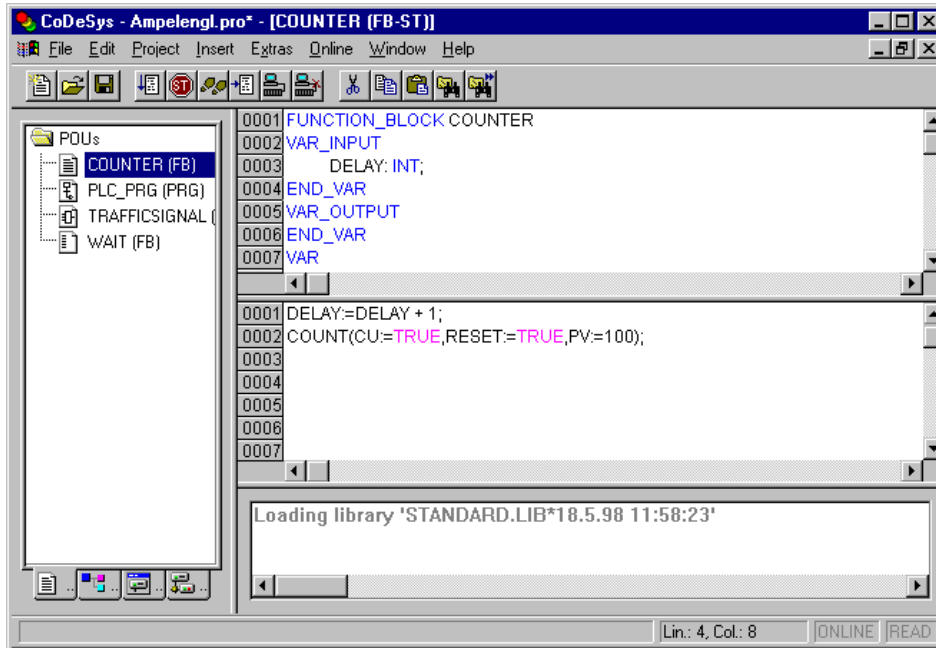 CoDeSys - Ampelengl.pro* - [COUNTER (FB-ST)]
File Edit Project Insert Extras Online Window Help
POUs
COUNTER (FB)
PLC_PRG (PRG)
TRAFFICSIGNAL (
WAIT (FB)
0001 FUNCTION_BLOCK COUNTER
0002 VAR_INPUT
0003 DELAY: INT;
0004 END_VAR
0005 VAR_OUTPUT
0006 END_VAR
0007 VAR
0001 DELAY:=DELAY + 1;
0002 COUNT(CU:=TRUE,RESET:=TRUE,PV:=100);
0003
0004
0005
0006
0007
Loading library 'STANDARD.LIB*18.5.98 11:58:23'
.. .. .. ..
Lin.: 4, Col.: 8 ONLINE READ